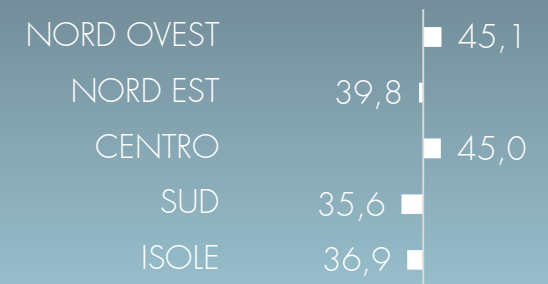 NORD OVEST 45,1
NORD EST 39,8
CENTRO 45,0
SUD 35,6
ISOLE 36,9